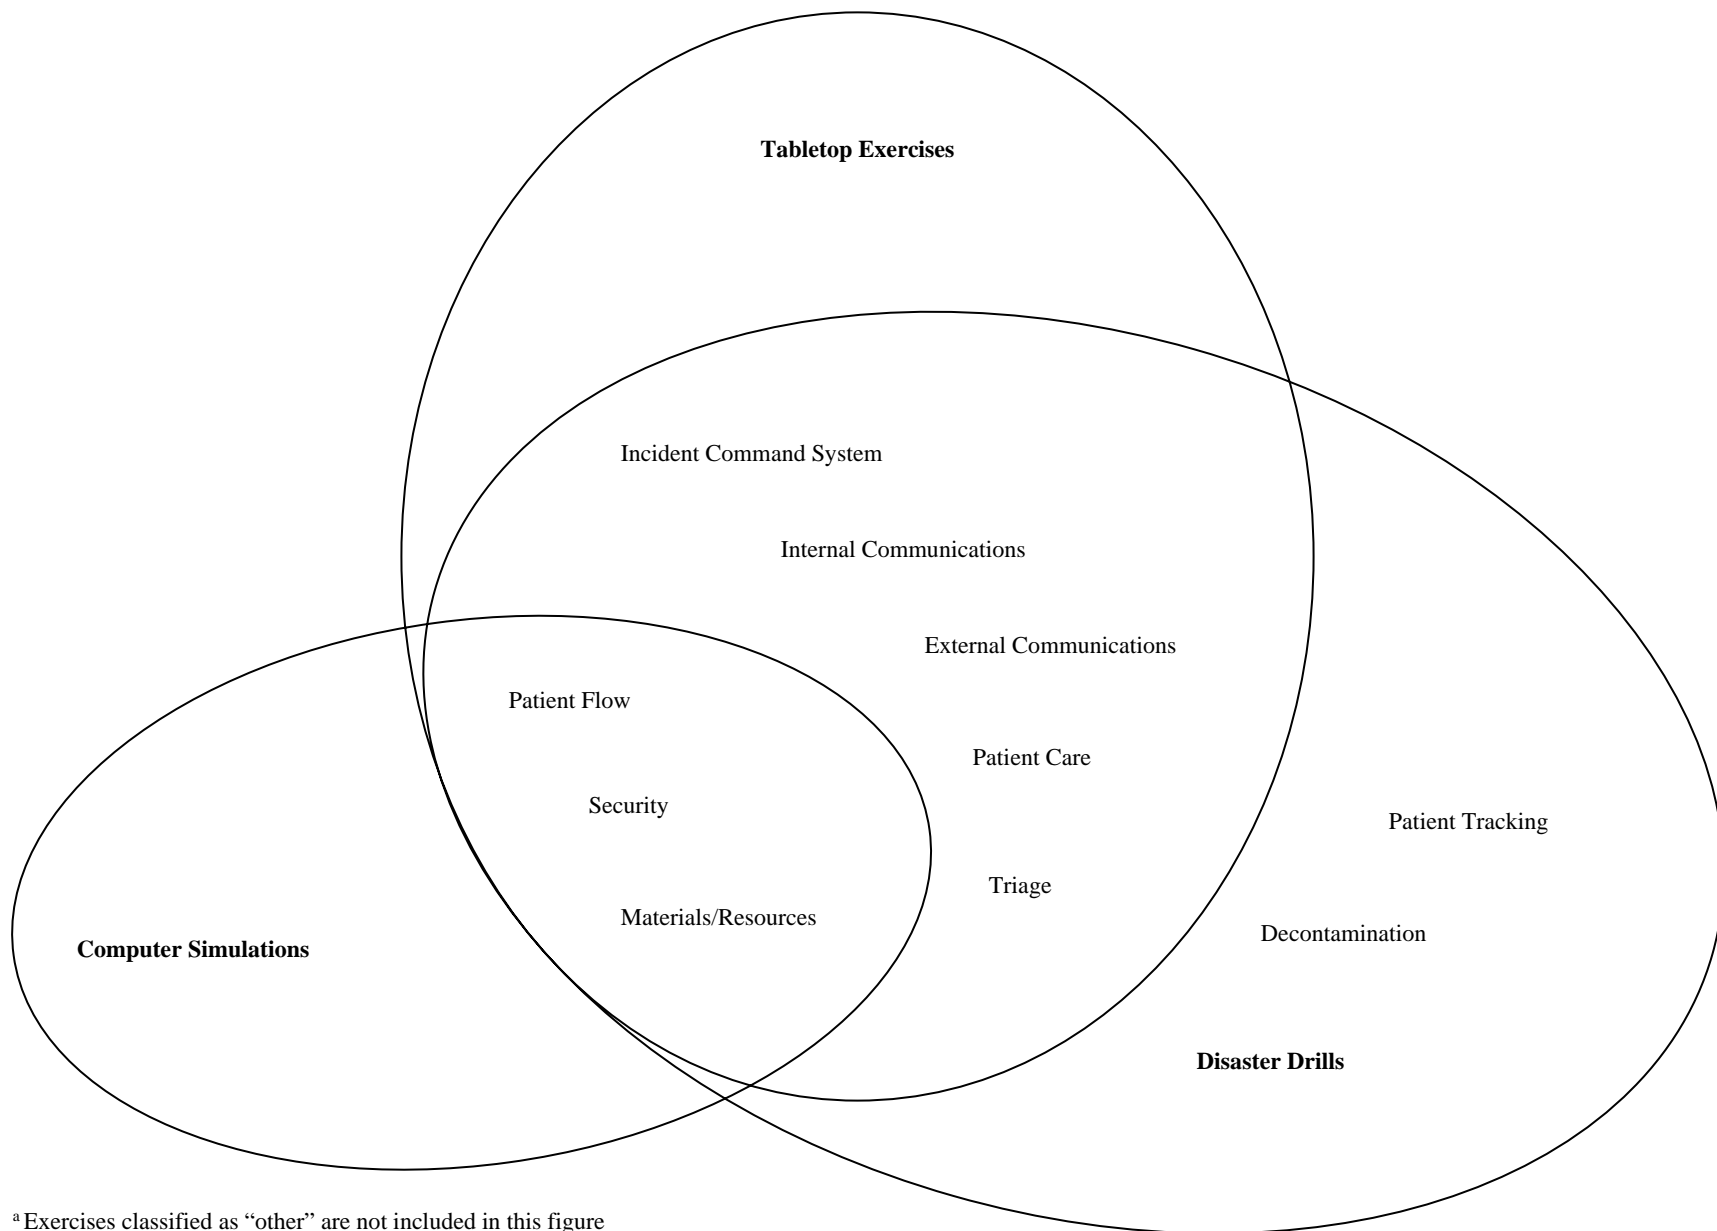 Tabletop Exercises
Incident Command System
Internal Communications
External Communications
Patient Flow
Patient Care
Security
Patient Tracking
Triage
Materials/Resources
Decontamination
Computer Simulations
Disaster Drills
ᵃ Exercises classified as “other” are not included in this figure